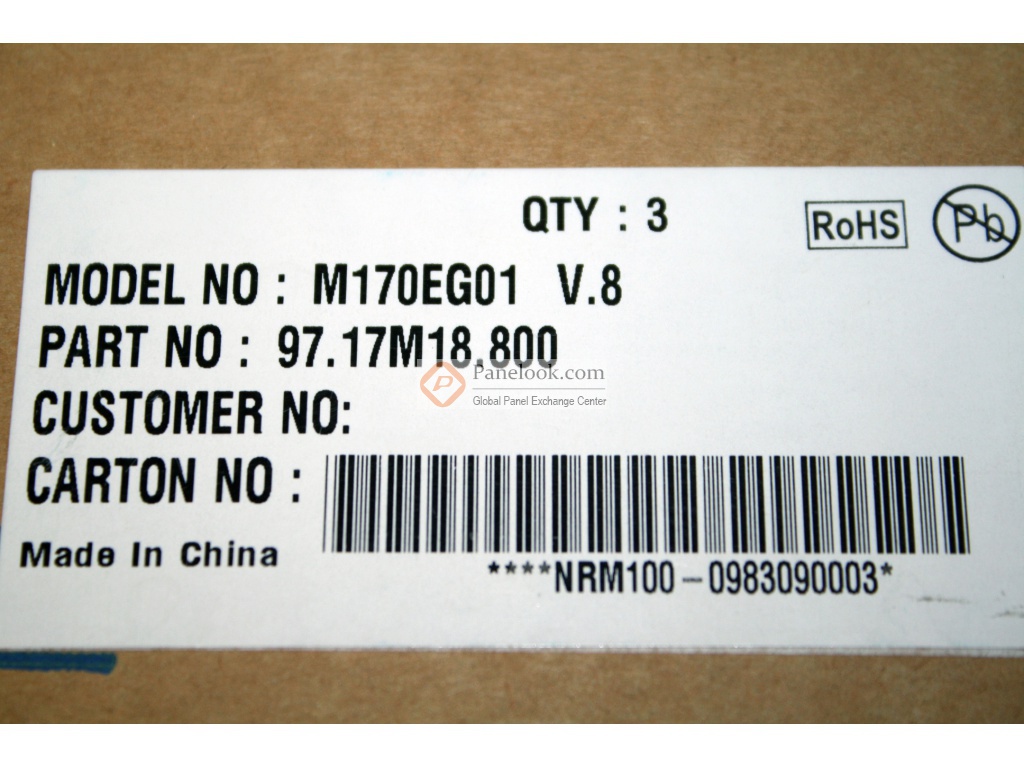 QTY : 3
RoHS
Pb
MODEL NO : M170EG01 V.8
PART NO : 97.17M18.800
Panelook.com
Global Panel Exchange Center
CUSTOMER NO:
CARTON NO :
Made In China
****NRM100-0983090003*